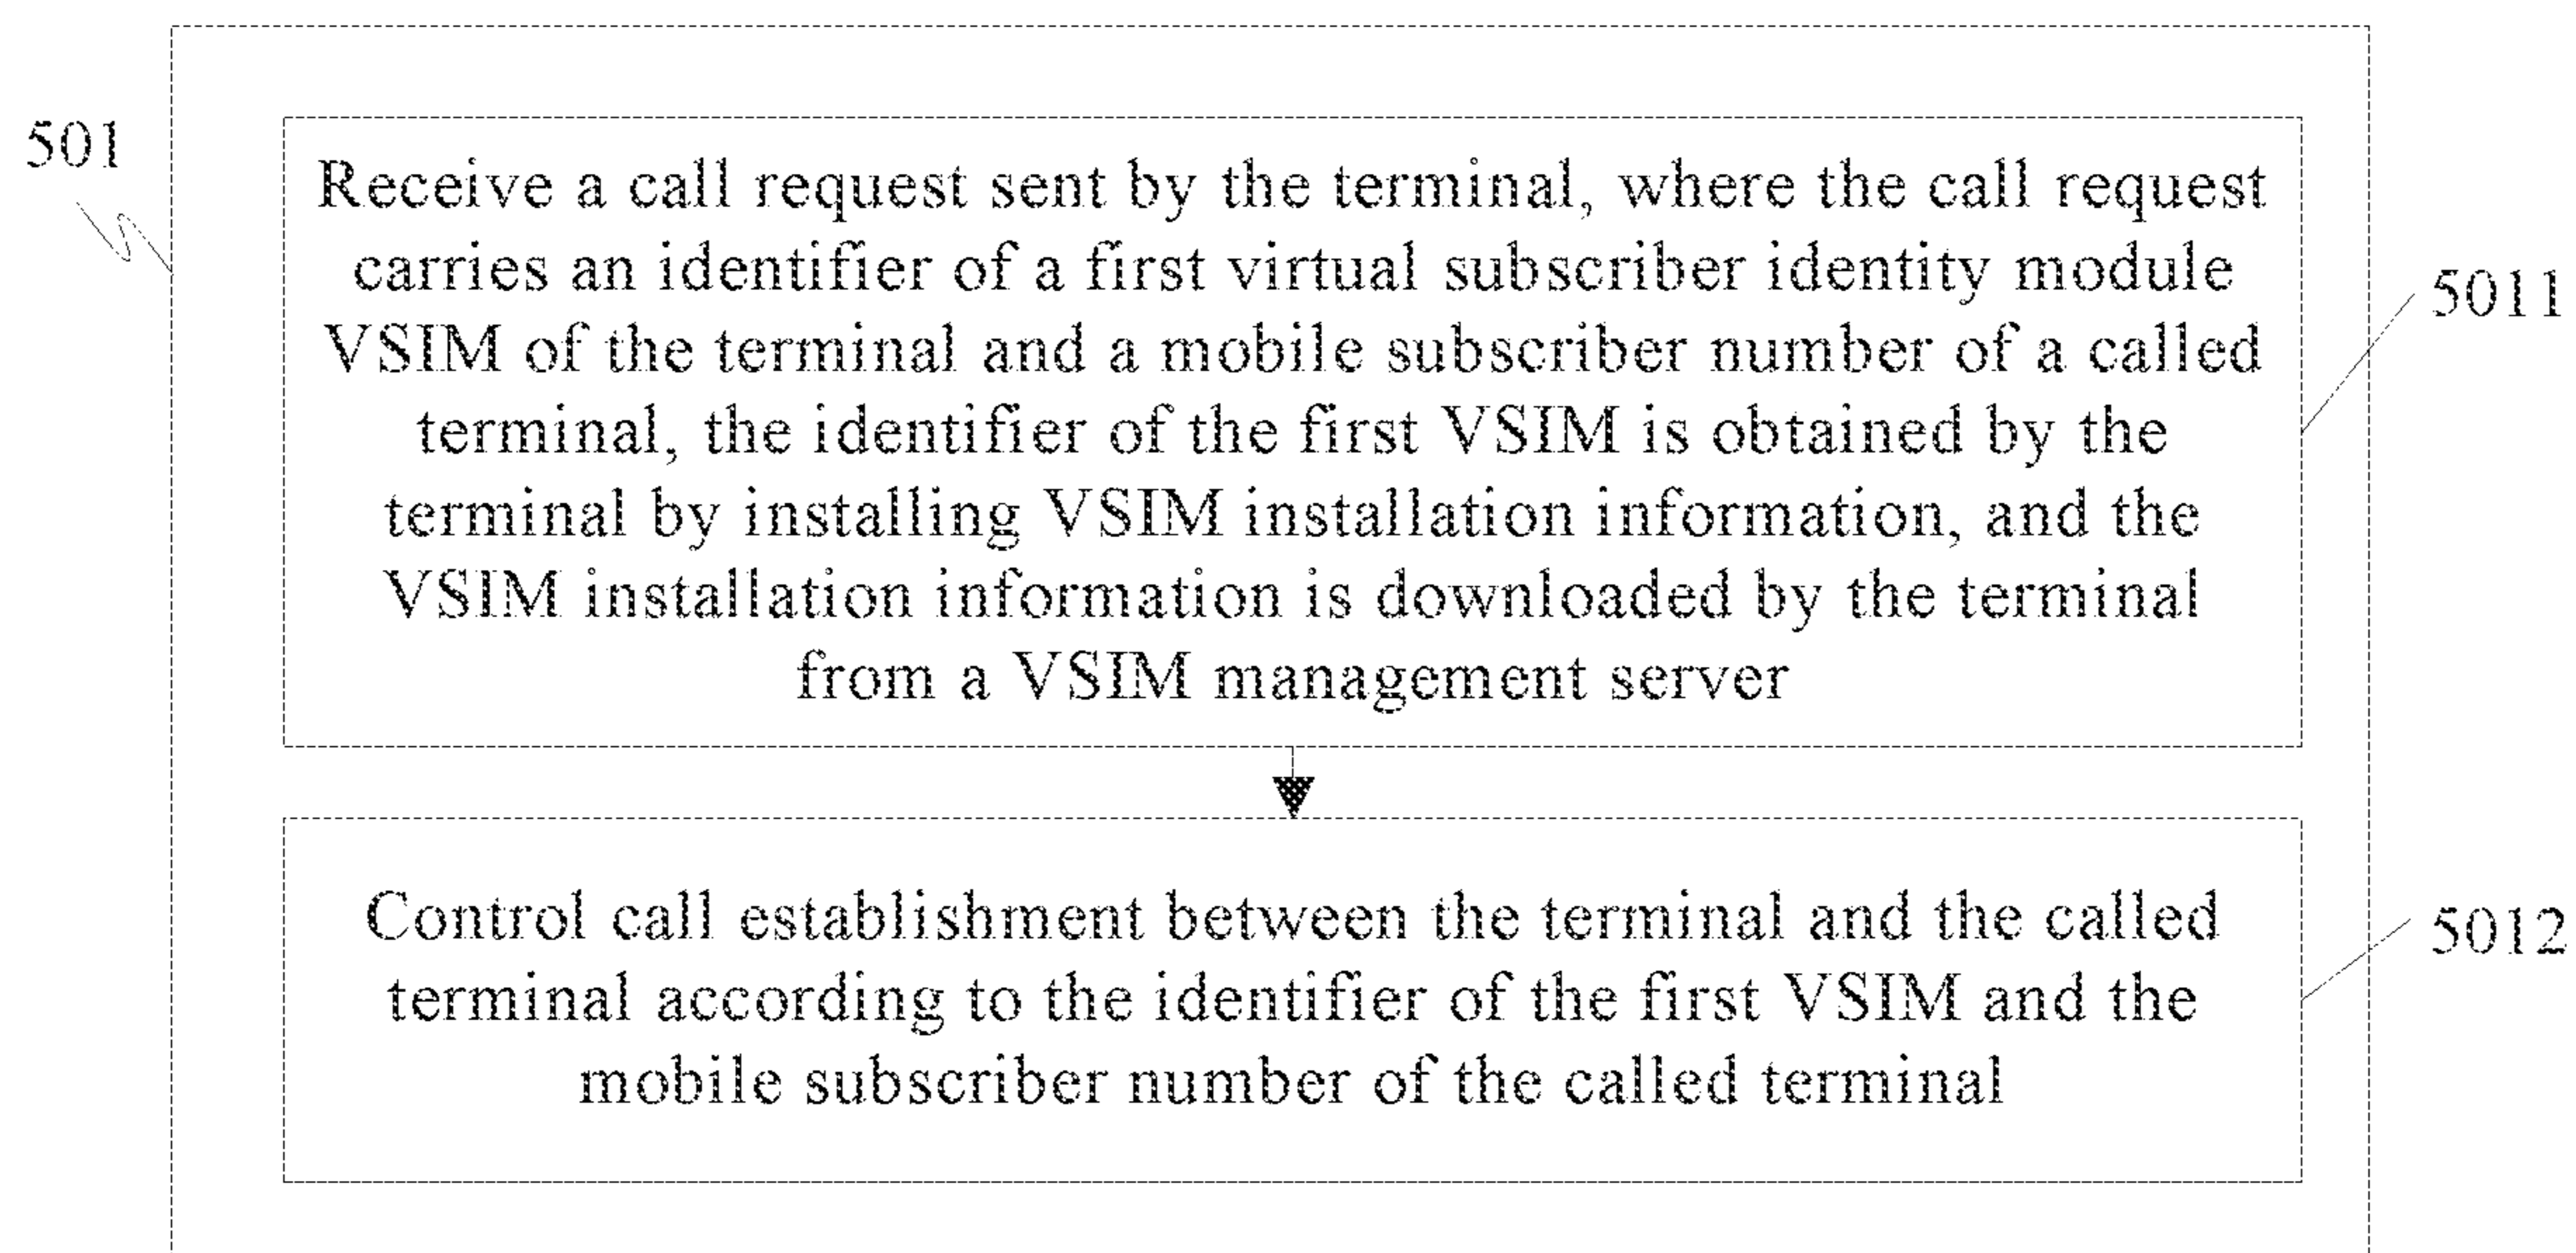 501
Receive a call request sent by the terminal, where the call request
carries an identifier of a first virtual subscriber identity module
VSIM of the terminal and a mobile subscriber number of a called
terminal, the identifier of the first VSIM is obtained by the
terminal by installing VSIM installation information, and the
VSIM installation information is downloaded by the terminal
from a VSIM management server
5011
Control call establishment between the terminal and the called
terminal according to the identifier of the first VSIM and the
mobile subscriber number of the called terminal
5012